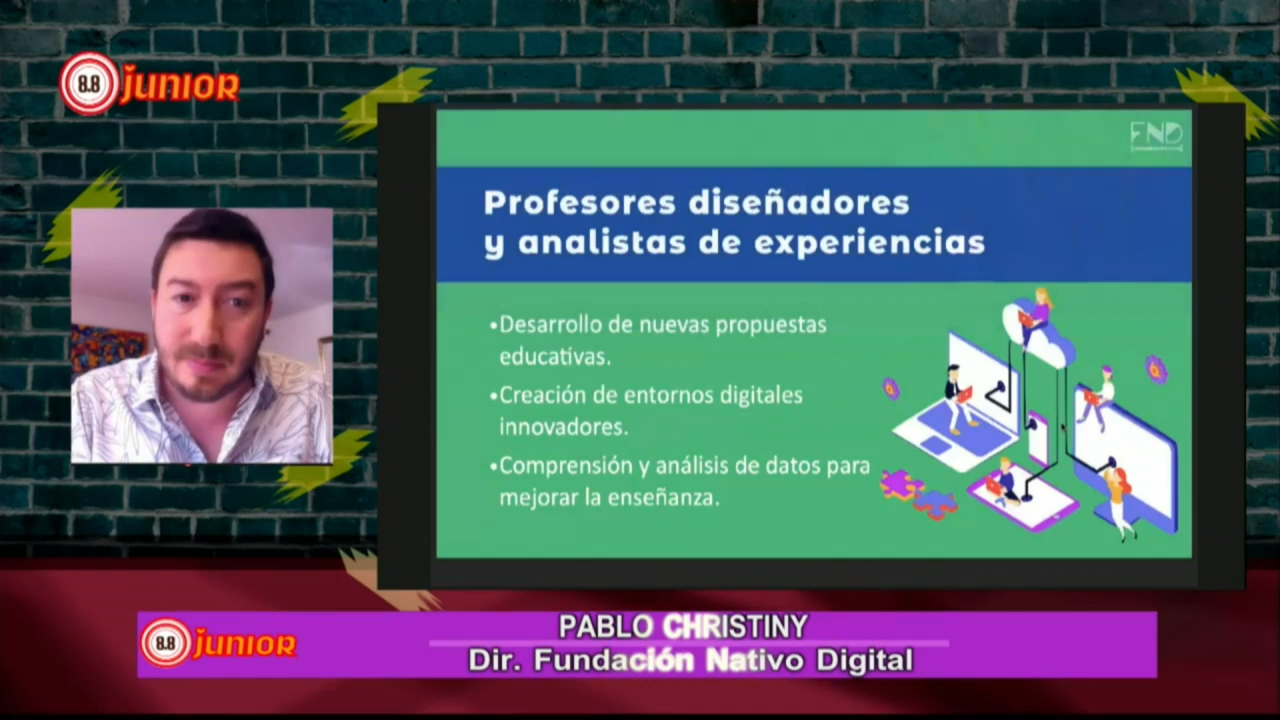 8.8 JUNIOR
FND
Profesores diseñadores
y analistas de experiencias
•Desarrollo de nuevas propuestas
educativas.
•Creación de entornos digitales
innovadores.
•Comprensión y análisis de datos para
mejorar la enseñanza.
8.8 JUNIOR
PABLO CHRISTINY
Dir. Fundación Nativo Digital